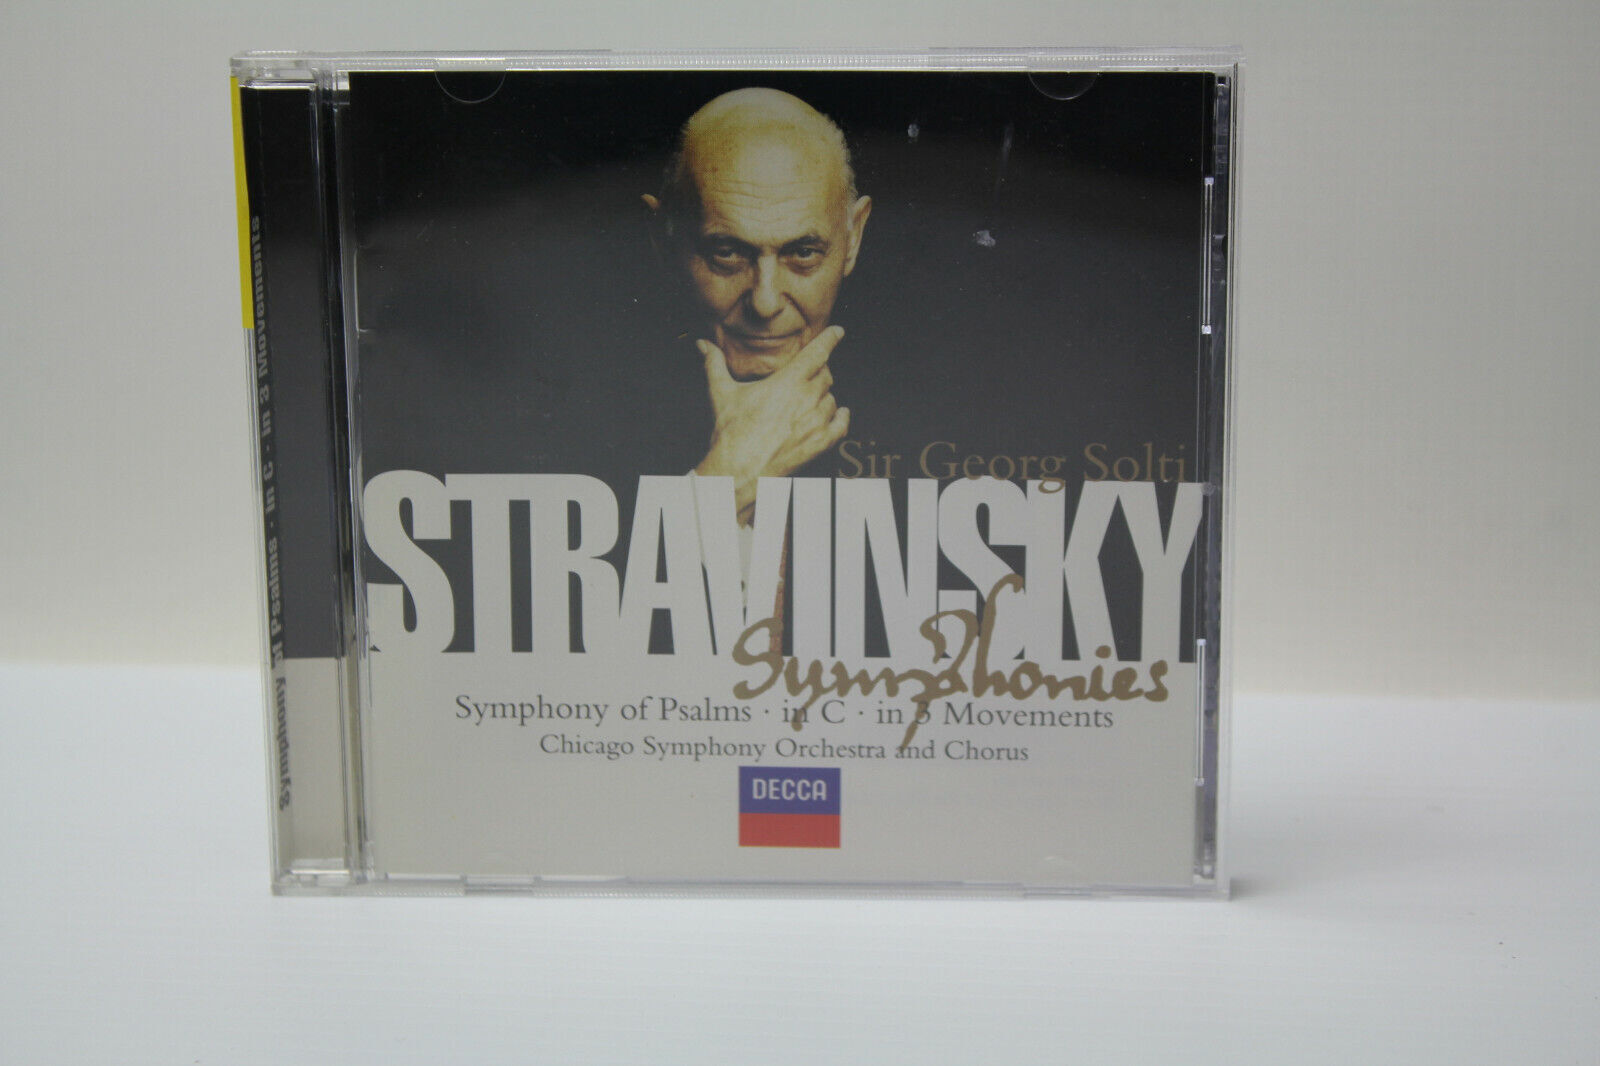 Sir Georg Solti
STRAVINSKY
Symphonies
Symphony of Psalms · in C · in 3 Movements
Chicago Symphony Orchestra and Chorus
DECCA
Symphony of Psalms · in C · in 3 Movements